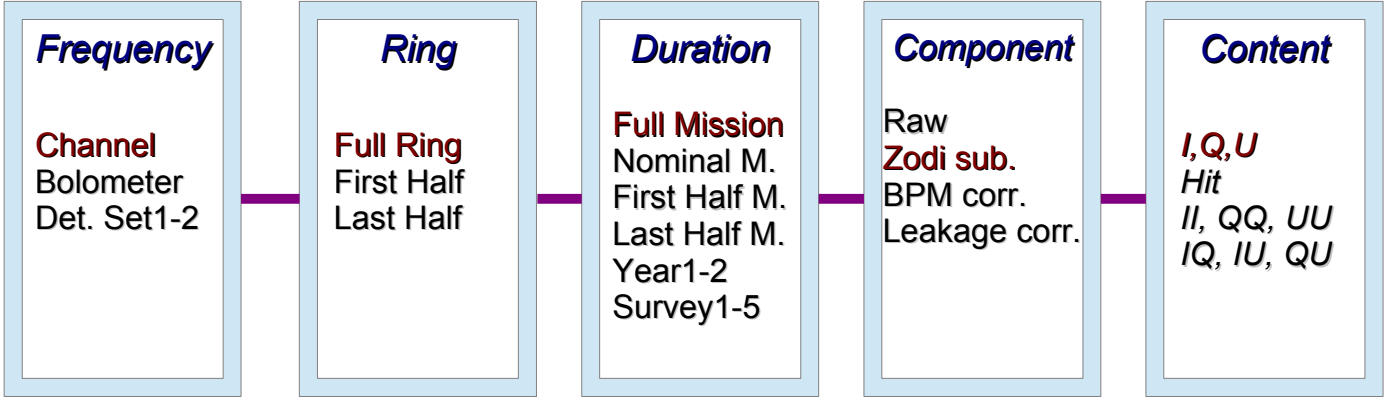 Frequency
Channel
Bolometer
Det. Set1-2
Ring
Full Ring
First Half
Last Half
Duration
Full Mission
Nominal M.
First Half M.
Last Half M.
Year1-2
Survey1-5
Component
Raw
Zodi sub.
BPM corr.
Leakage corr.
Content
I,Q,U
Hit
II, QQ, UU
IQ, IU, QU